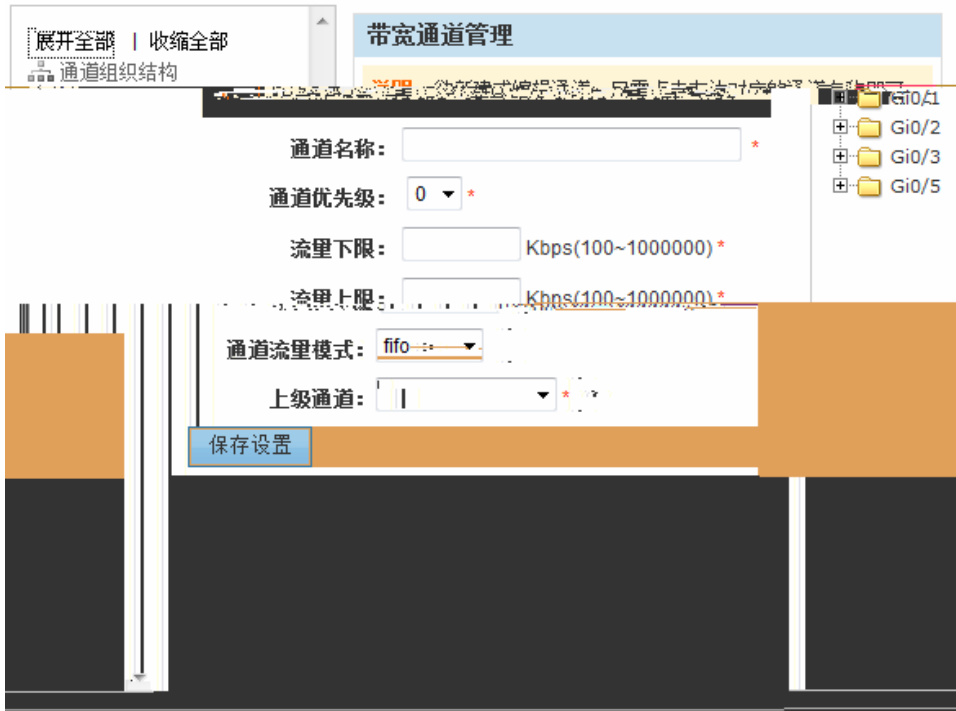 展开全部 | 收缩全部
通道组织结构
带宽通道管理
Gi0/1
Gi0/2
Gi0/3
Gi0/5
通道名称： *
通道优先级： 0 *
流量下限： Kbps(100~1000000) *
流量上限： Kbps(100~1000000) *
通道流量模式： fifo
上级通道： *
保存设置